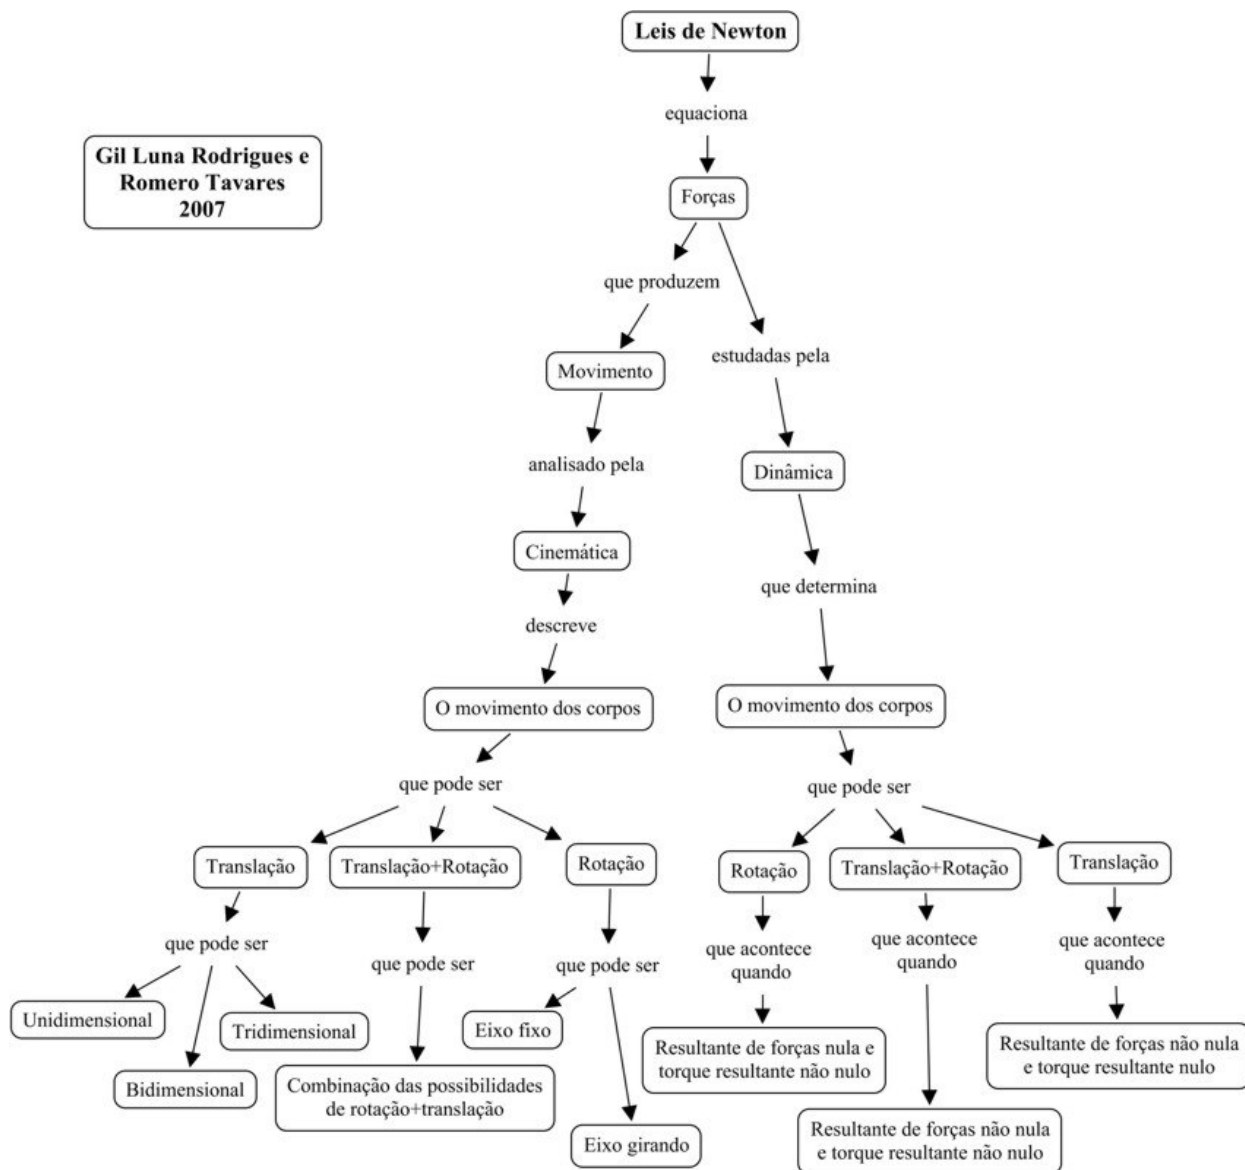 Leis de Newton
equaciona
Gil Luna Rodrigues e
Romero Tavares
2007
Forças
que produzem
estudadas pela
Movimento
analisado pela
Dinâmica
Cinemática
que determina
descreve
O movimento dos corpos
O movimento dos corpos
que pode ser
que pode ser
Translação
Translação+Rotação
Rotação
Rotação
Translação+Rotação
Translação
que pode ser
que pode ser
que pode ser
que acontece
quando
que acontece
quando
que acontece
quando
Unidimensional
Tridimensional
Bidimensional
Combinação das possibilidades
de rotação+translação
Eixo fixo
Eixo girando
Resultante de forças nula e
torque resultante não nulo
Resultante de forças não nula
e torque resultante não nulo
Resultante de forças não nula
e torque resultante nulo